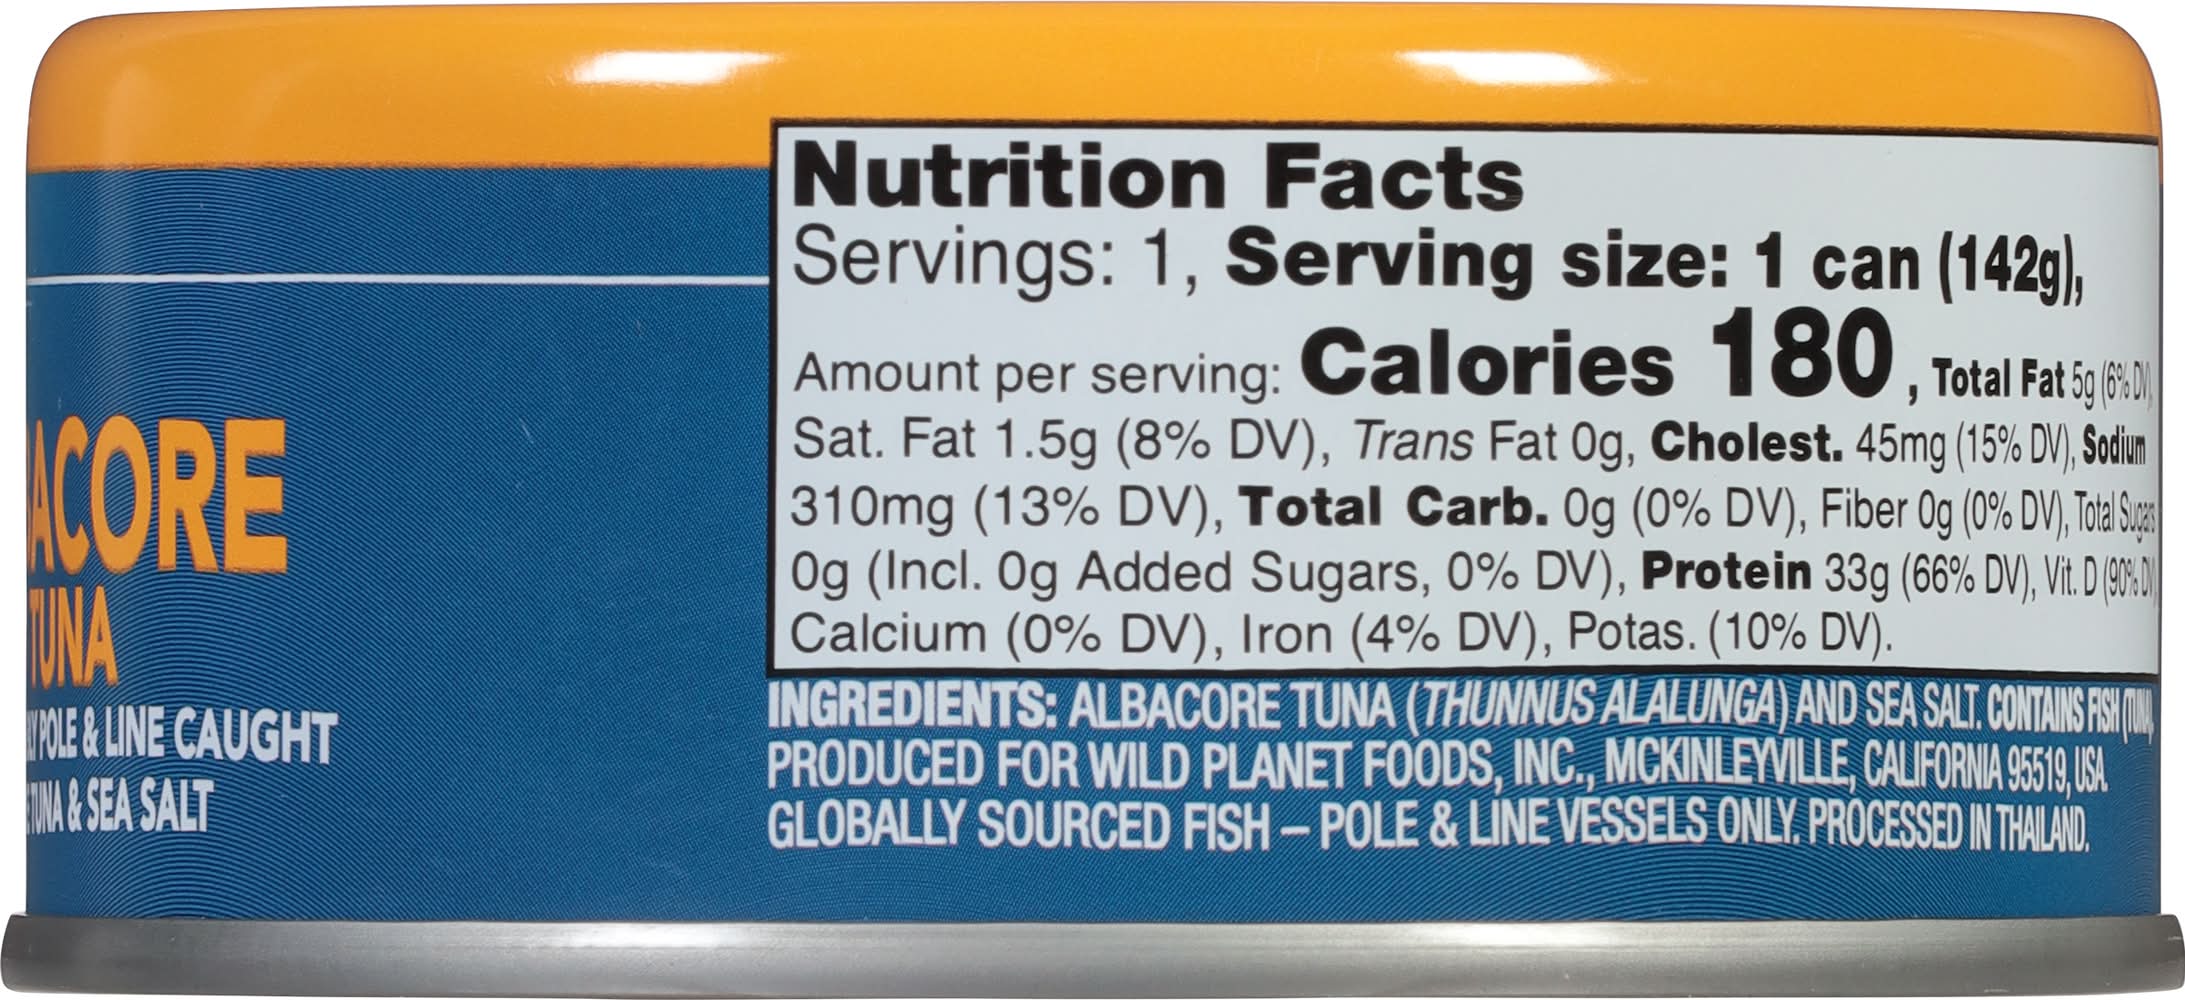 ACORE
TUNA
POLE & LINE CAUGHT
TUNA & SEA SALT
Nutrition Facts
Servings: 1, Serving size: 1 can (142g),
Amount per serving: Calories 180, Total Fat 5g (6% DV),
Sat. Fat 1.5g (8% DV), Trans Fat 0g, Cholest. 45mg (15% DV), Sodium
310mg (13% DV), Total Carb. 0g (0% DV), Fiber 0g (0% DV), Total Sugars
0g (Incl. 0g Added Sugars, 0% DV), Protein 33g (66% DV), Vit. D (90% DV),
Calcium (0% DV), Iron (4% DV), Potas. (10% DV).
INGREDIENTS: ALBACORE TUNA (THUNNUS ALALUNGA) AND SEA SALT. CONTAINS FISH (TUNA).
PRODUCED FOR WILD PLANET FOODS, INC., MCKINLEYVILLE, CALIFORNIA 95519, USA.
GLOBALLY SOURCED FISH – POLE & LINE VESSELS ONLY. PROCESSED IN THAILAND.